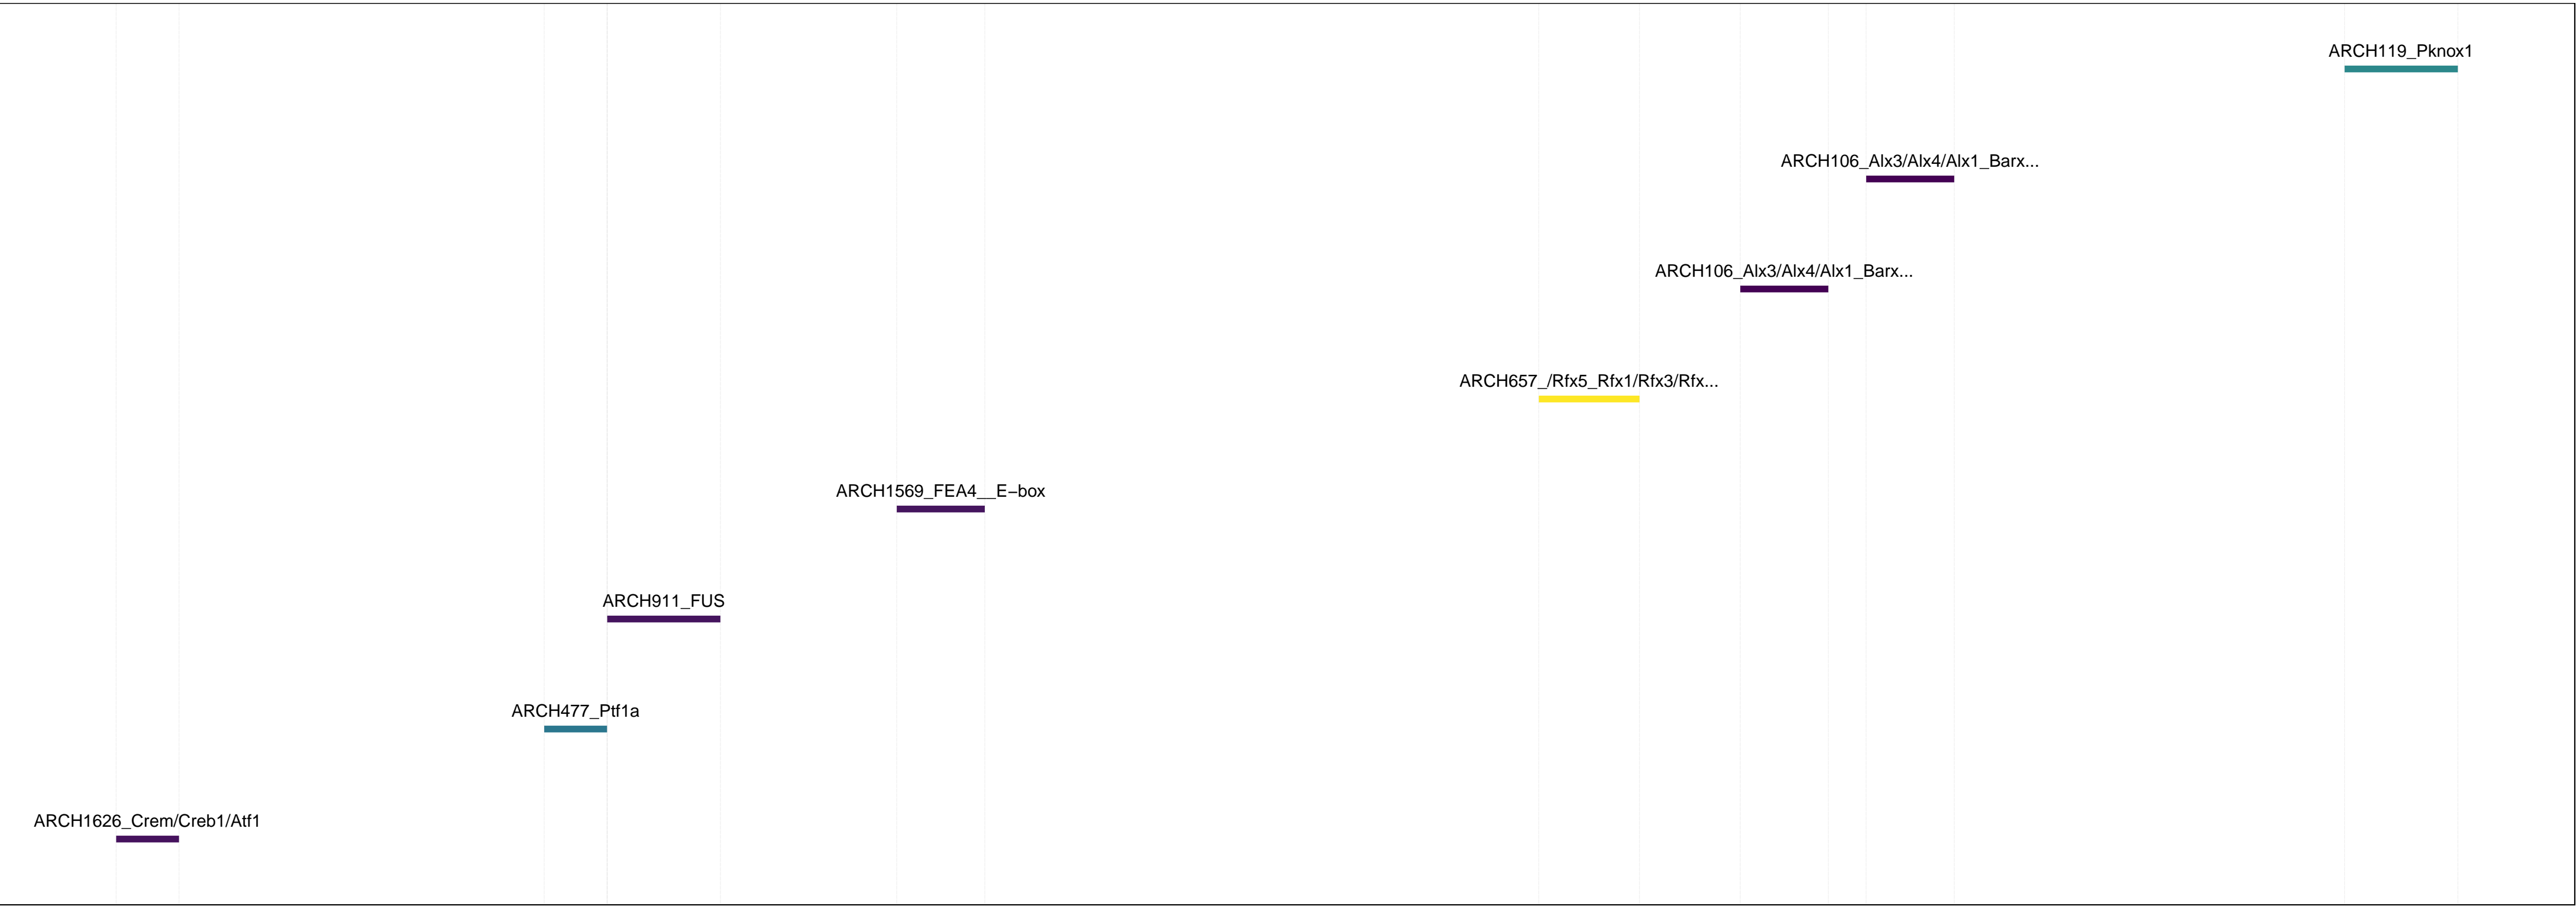 ARCH119_Pknox1
ARCH106_Alx3/Alx4/Alx1_Barx...
ARCH106_Alx3/Alx4/Alx1_Barx...
ARCH657_/Rfx5_Rfx1/Rfx3/Rfx...
ARCH1569_FEA4__E−box
ARCH911_FUS
ARCH477_Ptf1a
ARCH1626_Crem/Creb1/Atf1